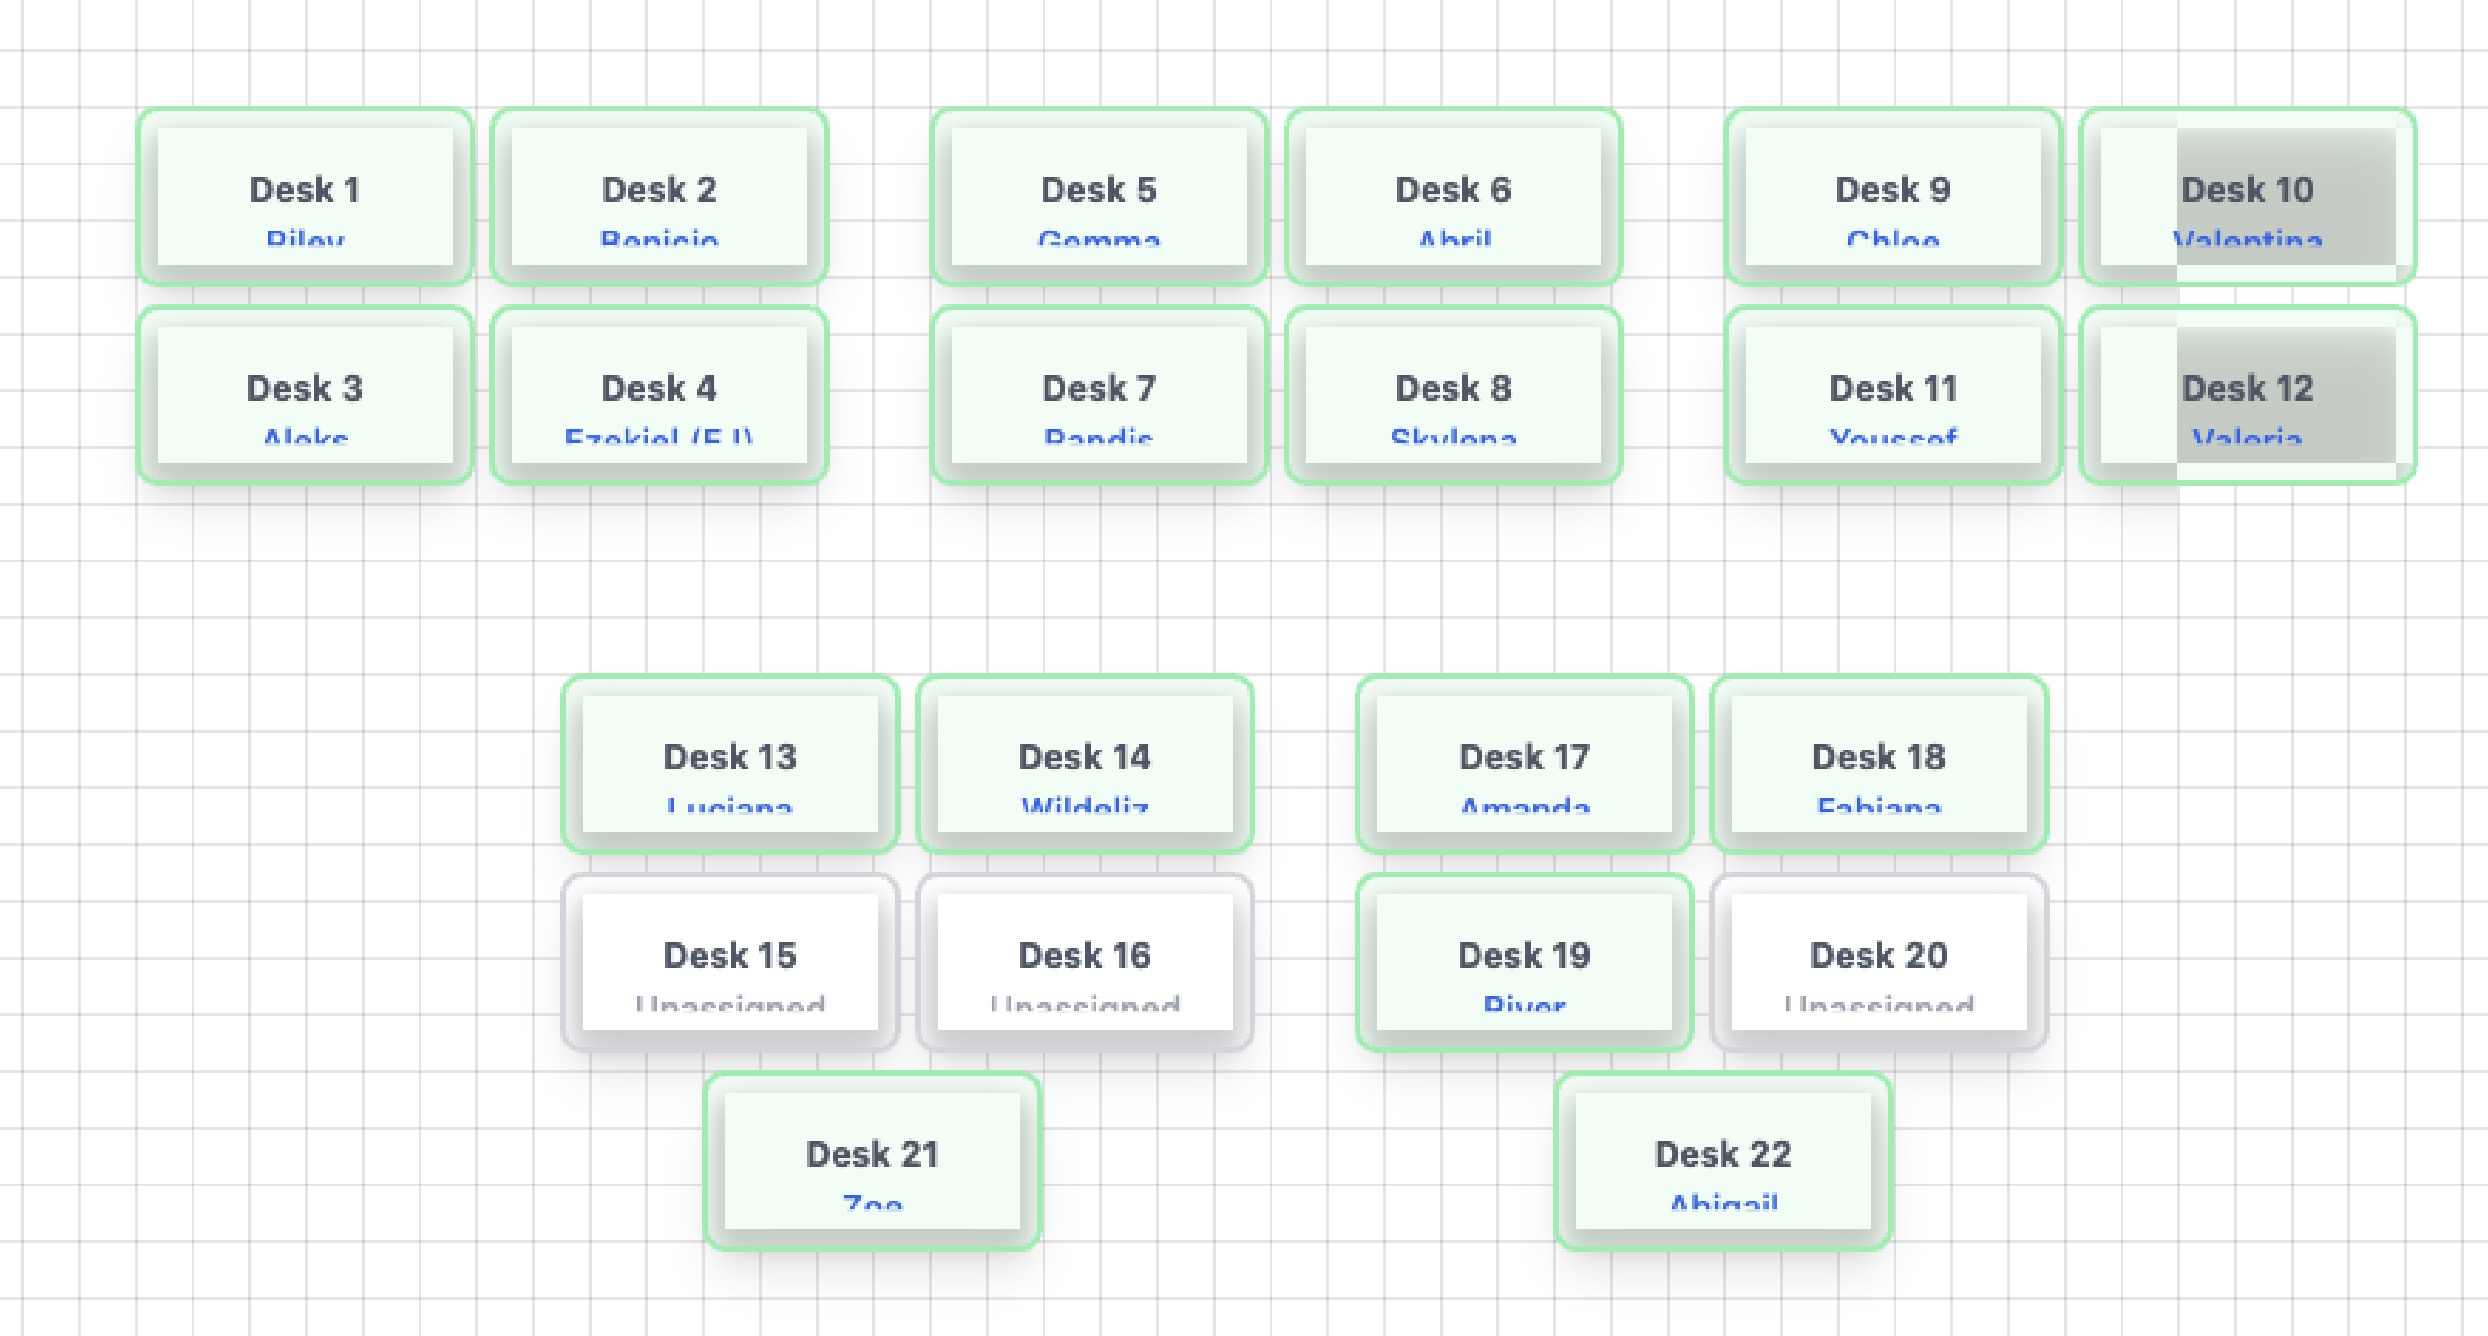 Desk 1
Riley
Desk 2
Benicio
Desk 5
Gemma
Desk 6
Abril
Desk 9
Chloe
Desk 10
Valentina
Desk 3
Aleks
Desk 4
Ezekiel (EJ)
Desk 7
Desk 8
Skylena
Desk 11
Youssef
Desk 12
Valeria
Desk 13
Luciana
Desk 14
Wildeliz
Desk 17
Amanda
Desk 18
Fabiana
Desk 15
Unassigned
Desk 16
Unassigned
Desk 19
River
Desk 20
Unassigned
Desk 21
Zoe
Desk 22
Abigail